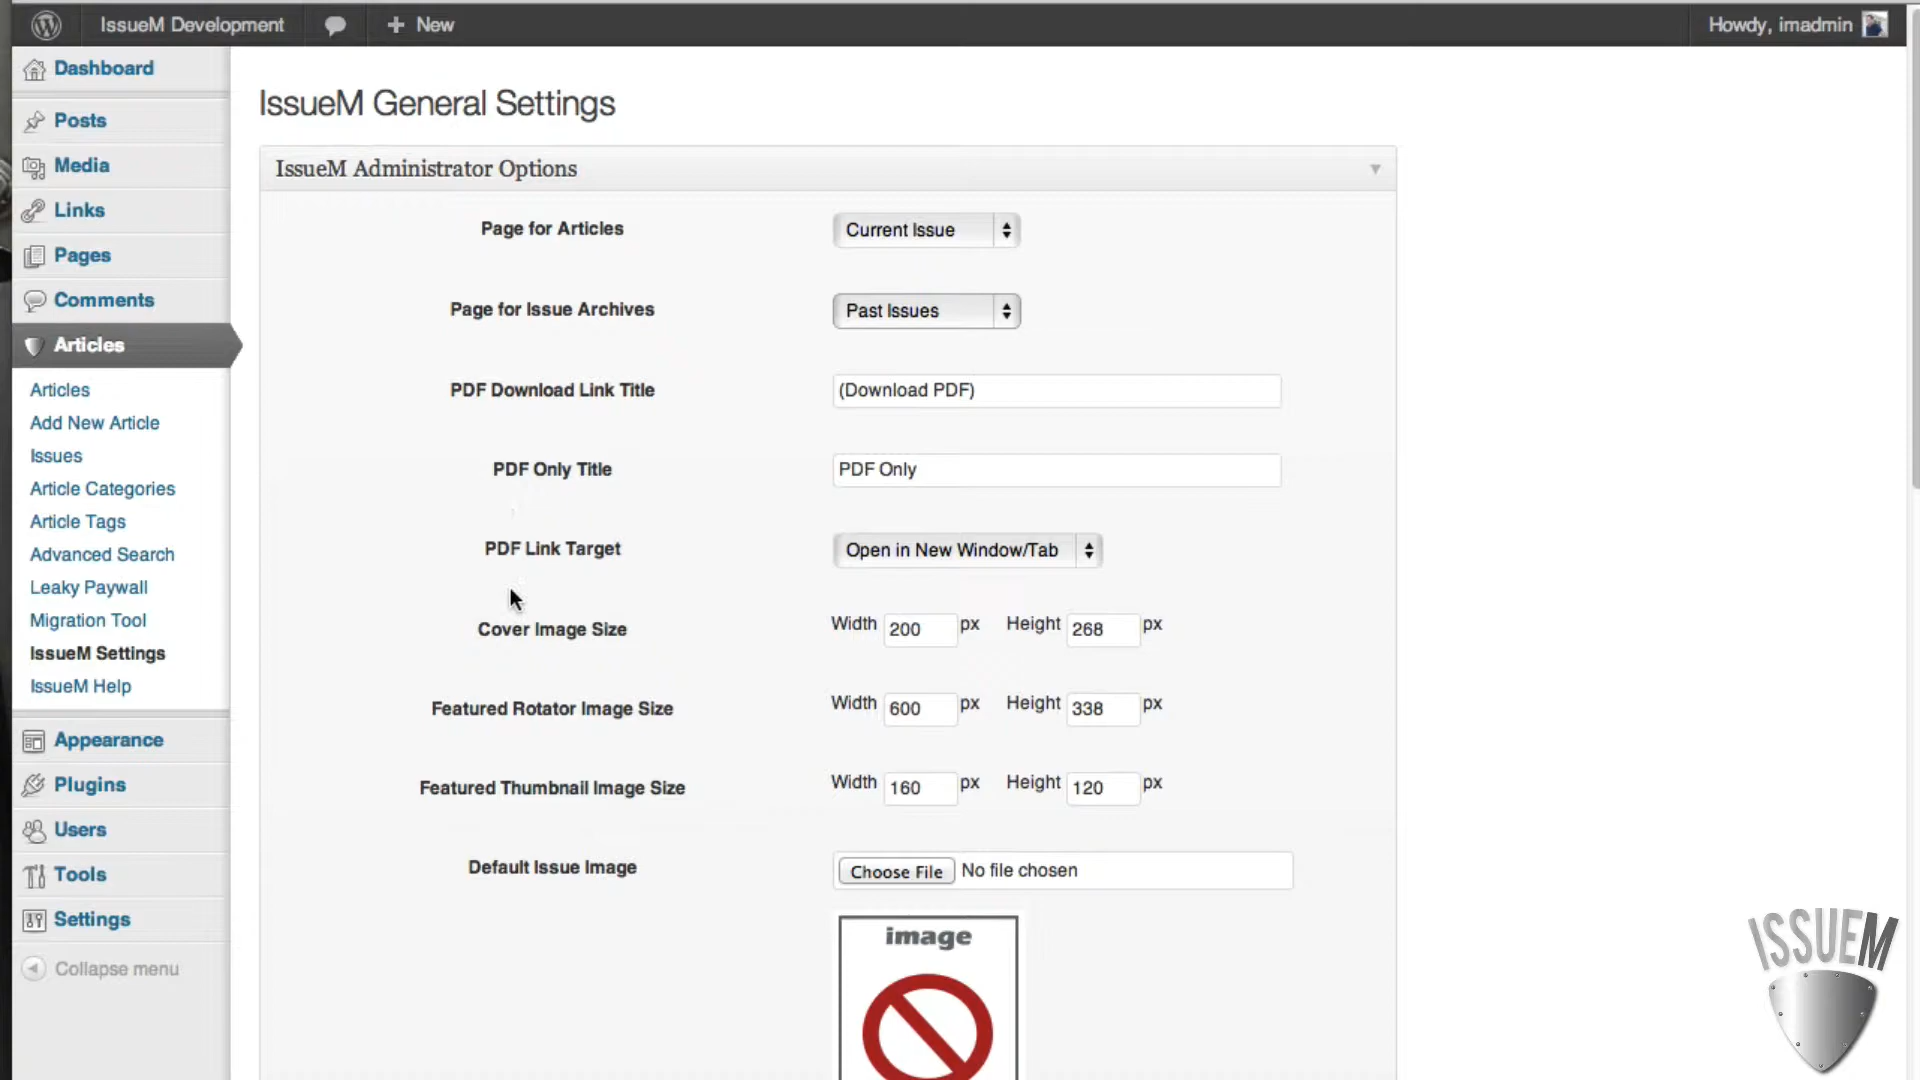 IssueM Development
New
Howdy, imadmin
Dashboard
Posts
Media
Links
Pages
Comments
Articles
Articles
Add New Article
Issues
Article Categories
Article Tags
Advanced Search
Leaky Paywall
Migration Tool
IssueM Settings
IssueM Help
Appearance
Plugins
Users
Tools
Settings
Collapse menu
IssueM General Settings
IssueM Administrator Options
Page for Articles Current Issue
Page for Issue Archives Past Issues
PDF Download Link Title (Download PDF)
PDF Only Title PDF Only
PDF Link Target Open in New Window/Tab
Cover Image Size Width 200 px Height 268 px
Featured Rotator Image Size Width 600 px Height 338 px
Featured Thumbnail Image Size Width 160 px Height 120 px
Default Issue Image Choose File No file chosen
image
ISSUEM